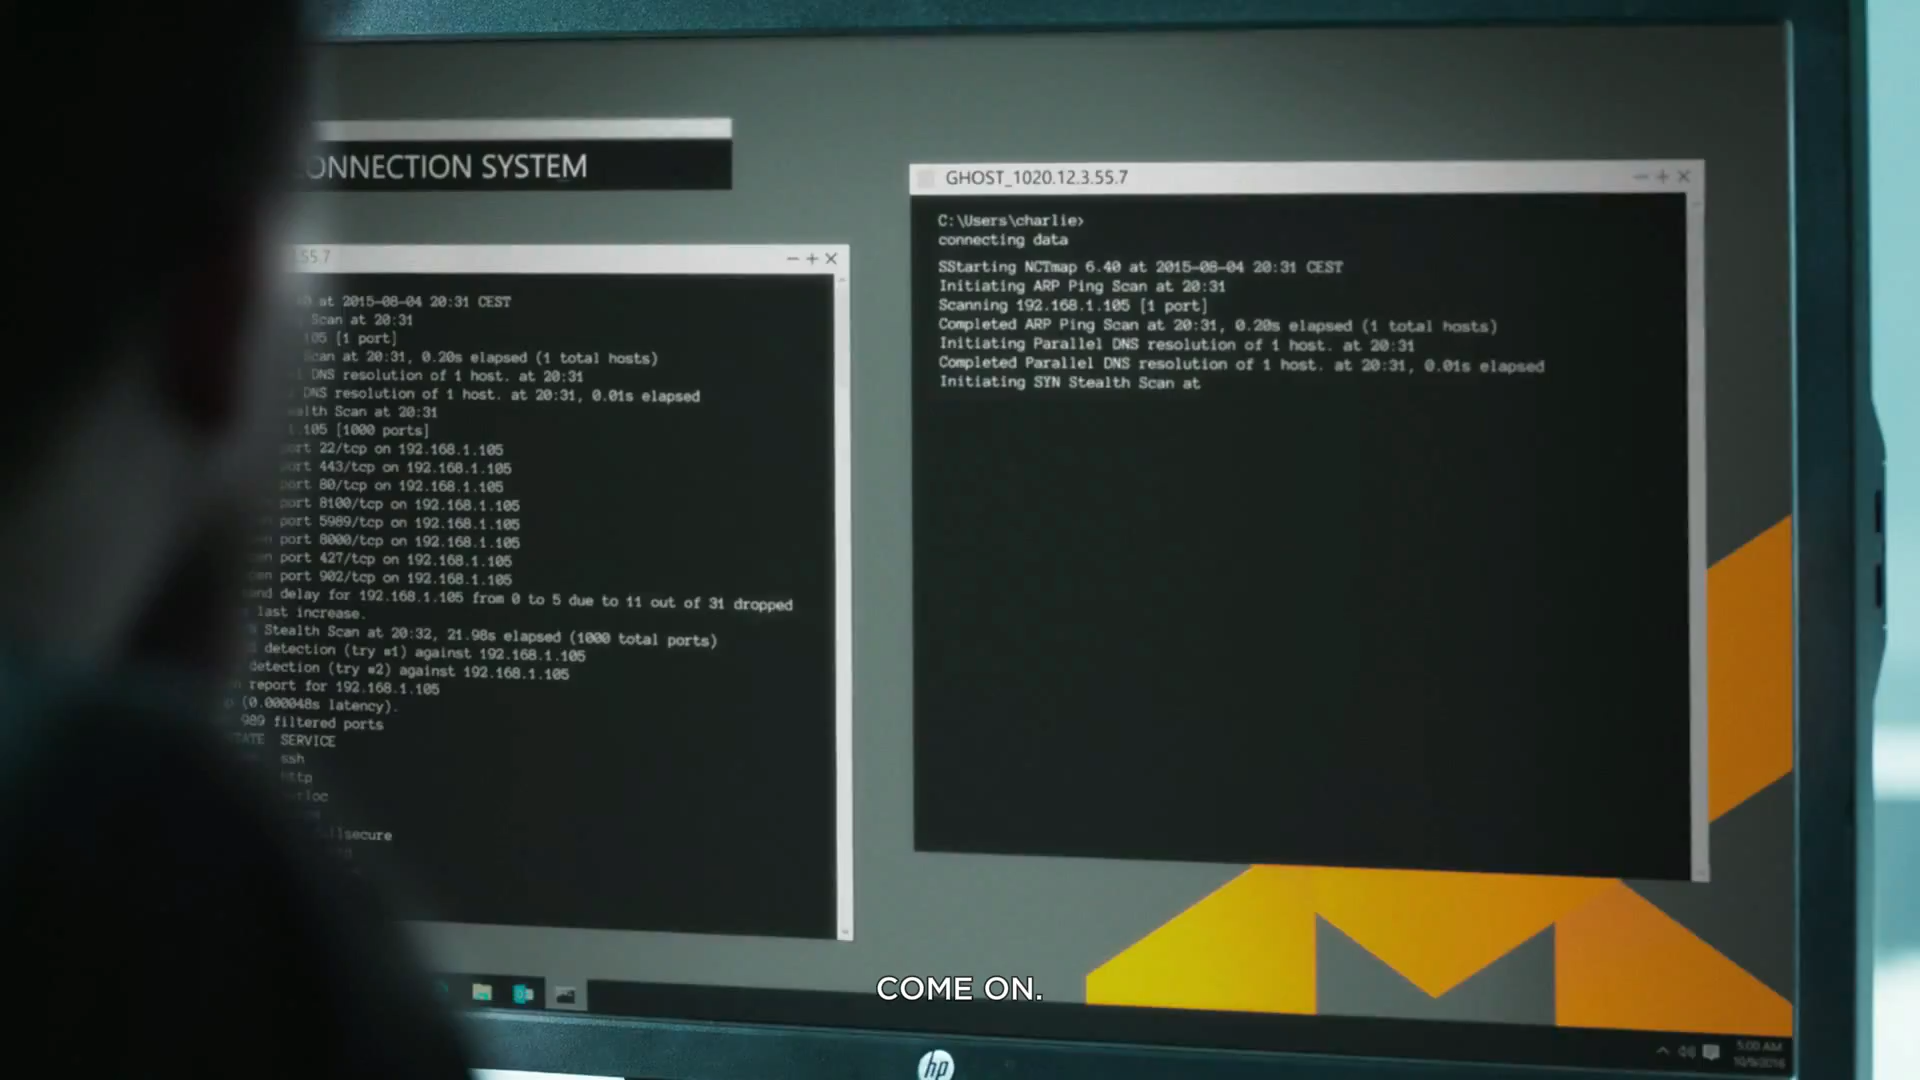 ONNECTION SYSTEM
55.7
at 2015-08-04 20:31 CEST
Scan at 20:31
105 [1 port]
Scan at 20:31, 0.20s elapsed (1 total hosts)
DNS resolution of 1 host. at 20:31
DNS resolution of 1 host. at 20:31, 0.01s elapsed
alth Scan at 20:31
.105 [1000 ports]
ort 22/tcp on 192.168.1.105
ort 443/tcp on 192.168.1.105
port 80/tcp on 192.168.1.105
port 8100/tcp on 192.168.1.105
port 5989/tcp on 192.168.1.105
port 8000/tcp on 192.168.1.105
en port 427/tcp on 192.168.1.105
en port 902/tcp on 192.168.1.105
end delay for 192.168.1.105 from 0 to 5 due to 11 out of 31 dropped
last increase.
Stealth Scan at 20:32, 21.98s elapsed (1000 total ports)
detection (try #1) against 192.168.1.105
detection (try #2) against 192.168.1.105
report for 192.168.1.105
(0.000048s latency).
989 filtered ports
TATE SERVICE
ssh
http
llsecure
GHOST_1020.12.3.55.7
C:\Users\charlie>
connecting data
SStarting NCTmap 6.40 at 2015-08-04 20:31 CEST
Initiating ARP Ping Scan at 20:31
Scanning 192.168.1.105 [1 port]
Completed ARP Ping Scan at 20:31, 0.20s elapsed (1 total hosts)
Initiating Parallel DNS resolution of 1 host. at 20:31
Completed Parallel DNS resolution of 1 host. at 20:31, 0.01s elapsed
Initiating SYN Stealth Scan at
COME ON.
5:00 AM
hp